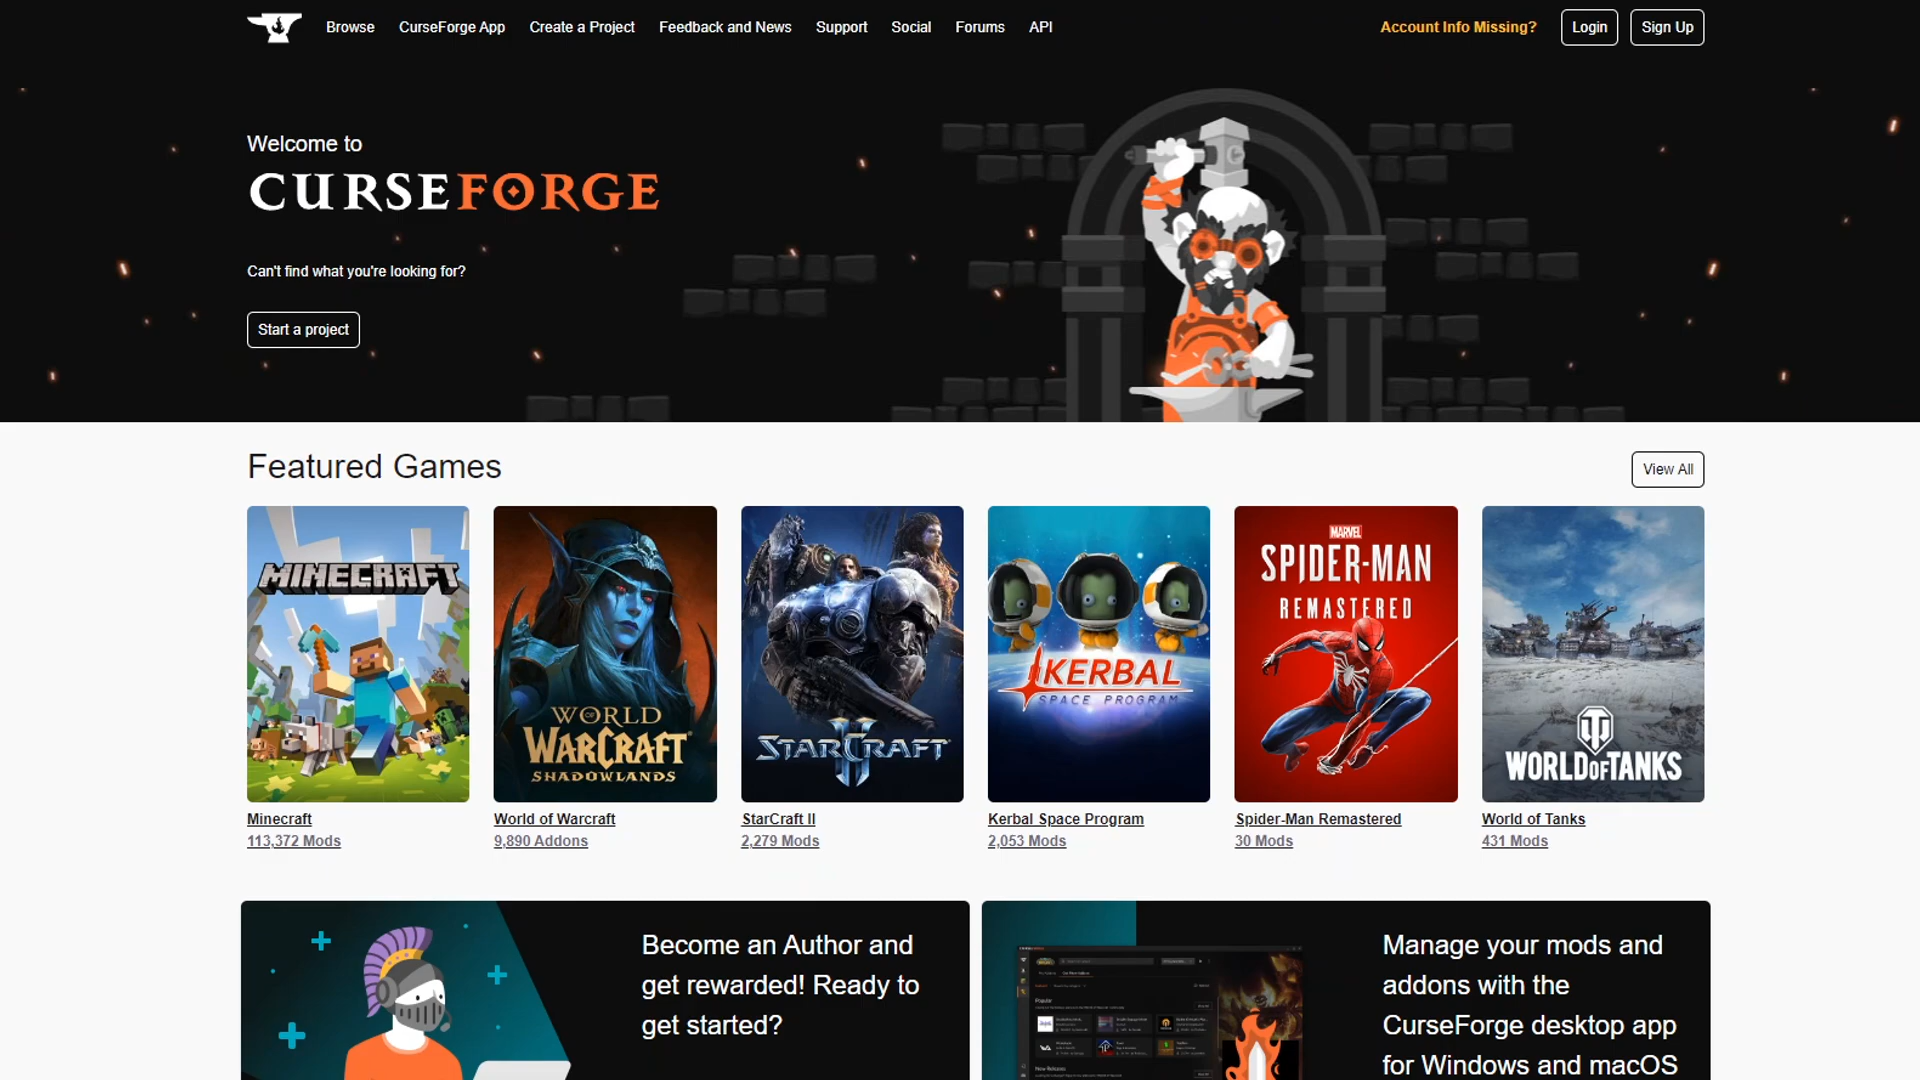 Browse CurseForge App Create a Project Feedback and News Support Social Forums API Account Info Missing? Login Sign Up
Welcome to
CURSEFORGE
Can't find what you're looking for?
Start a project
Featured Games
View All
MINECRAFT
WORLD OF WARCRAFT
SHADOWLANDS
STARCRAFT II
KERBAL
SPACE PROGRAM
MARVEL
SPIDER-MAN
REMASTERED
WORLD OF TANKS
Minecraft
113,372 Mods
World of Warcraft
9,890 Addons
StarCraft II
2,279 Mods
Kerbal Space Program
2,053 Mods
Spider-Man Remastered
30 Mods
World of Tanks
431 Mods
Become an Author and
get rewarded! Ready to
get started?
Popular
New Releases
Manage your mods and
addons with the
CurseForge desktop app
for Windows and macOS